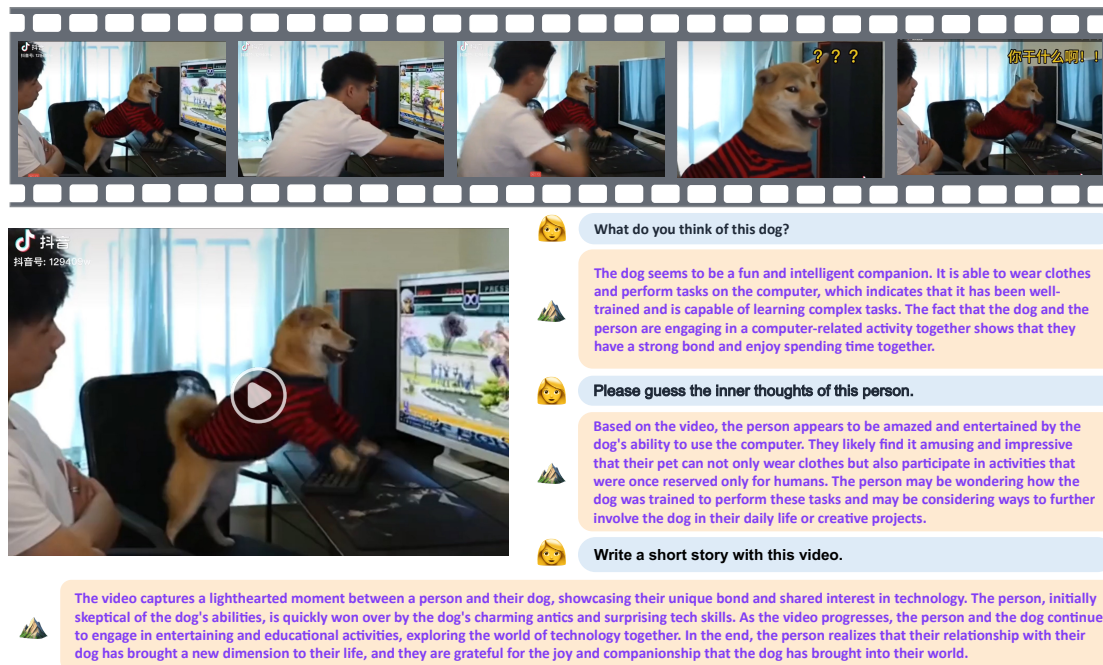 抖音
抖音号: 129
? ? ?
你干什么啊! !
抖音
抖音号: 12949
PRESS
What do you think of this dog?
The dog seems to be a fun and intelligent companion. It is able to wear clothes
and perform tasks on the computer, which indicates that it has been well-
trained and is capable of learning complex tasks. The fact that the dog and the
person are engaging in a computer-related activity together shows that they
have a strong bond and enjoy spending time together.
Please guess the inner thoughts of this person.
Based on the video, the person appears to be amazed and entertained by the
dog's ability to use the computer. They likely find it amusing and impressive
that their pet can not only wear clothes but also participate in activities that
were once reserved only for humans. The person may be wondering how the
dog was trained to perform these tasks and may be considering ways to further
involve the dog in their daily life or creative projects.
Write a short story with this video.
The video captures a lighthearted moment between a person and their dog, showcasing their unique bond and shared interest in technology. The person, initially
skeptical of the dog's abilities, is quickly won over by the dog's charming antics and surprising tech skills. As the video progresses, the person and the dog continue
to engage in entertaining and educational activities, exploring the world of technology together. In the end, the person realizes that their relationship with their
dog has brought a new dimension to their life, and they are grateful for the joy and companionship that the dog has brought into their world.